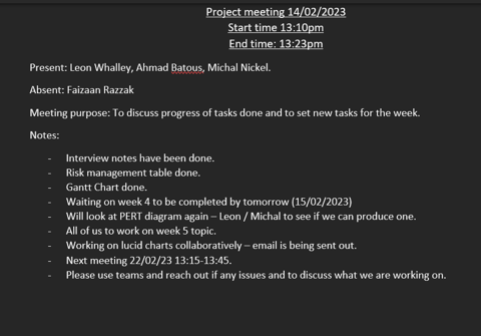 Project meeting 14/02/2023
Start time 13:10pm
End time: 13:23pm
Present: Leon Whalley, Ahmad Batous, Michal Nickel.
Absent: Faizaan Razzak
Meeting purpose: To discuss progress of tasks done and to set new tasks for the week.
Notes:
- Interview notes have been done.
- Risk management table done.
- Gantt Chart done.
- Waiting on week 4 to be completed by tomorrow (15/02/2023)
- Will look at PERT diagram again – Leon / Michal to see if we can produce one.
- All of us to work on week 5 topic.
- Working on lucid charts collaboratively – email is being sent out.
- Next meeting 22/02/23 13:15-13:45.
- Please use teams and reach out if any issues and to discuss what we are working on.